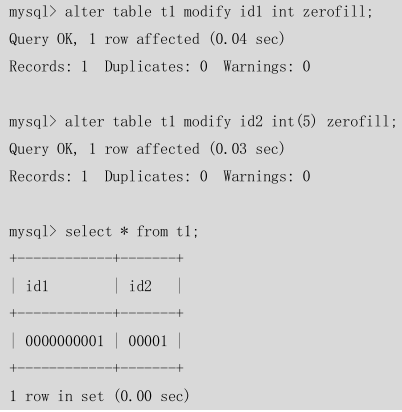 mysql> alter table t1 modify id1 int zerofill;
Query OK, 1 row affected (0.04 sec)
Records: 1  Duplicates: 0  Warnings: 0
mysql> alter table t1 modify id2 int(5) zerofill;
Query OK, 1 row affected (0.03 sec)
Records: 1  Duplicates: 0  Warnings: 0
mysql> select * from t1;
+------------+-------+
| id1        | id2   |
+------------+-------+
| 0000000001 | 00001 |
+------------+-------+
1 row in set (0.00 sec)